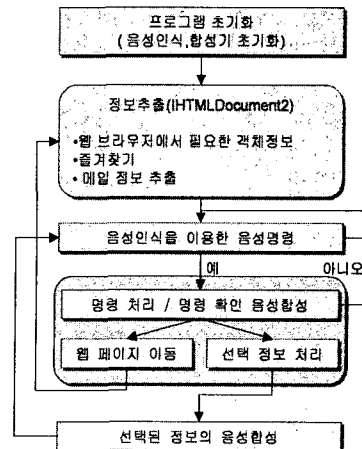 프로그램 초기화
(음성인식,합성기 초기화)
정보추출(IHTMLDocument2)
•웹 브라우저에서 필요한 객체정보
•즐겨찾기
•메일 정보 추출
음성인식을 이용한 음성명령
예
아니오
명령 처리 / 명령 확인 음성합성
웹 페이지 이동
선택 정보 처리
선택된 정보의 음성합성